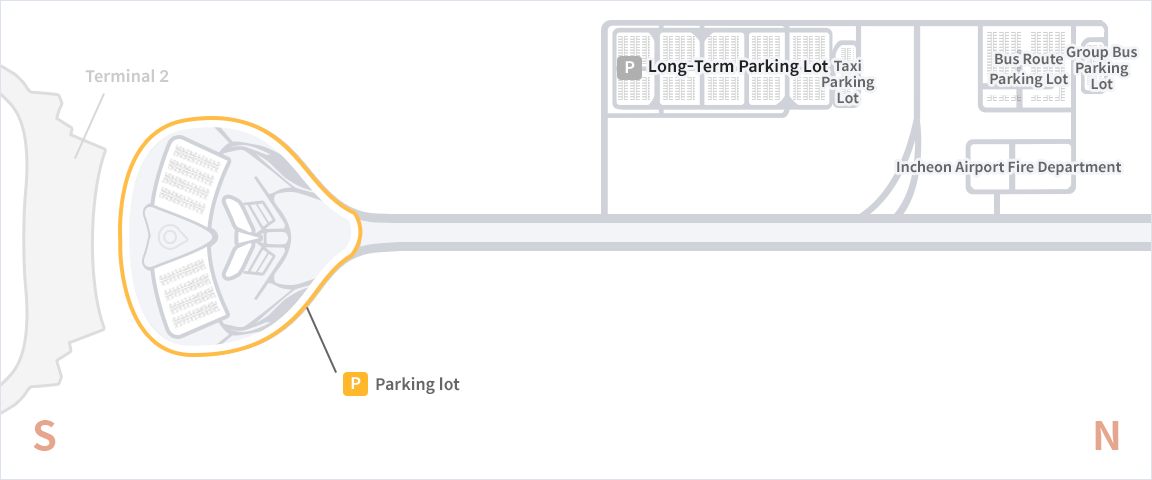 Terminal 2
P Long-Term Parking Lot
Taxi
Parking
Lot
Bus Route
Parking Lot
Group Bus
Parking
Lot
Incheon Airport Fire Department
P Parking lot
S
N